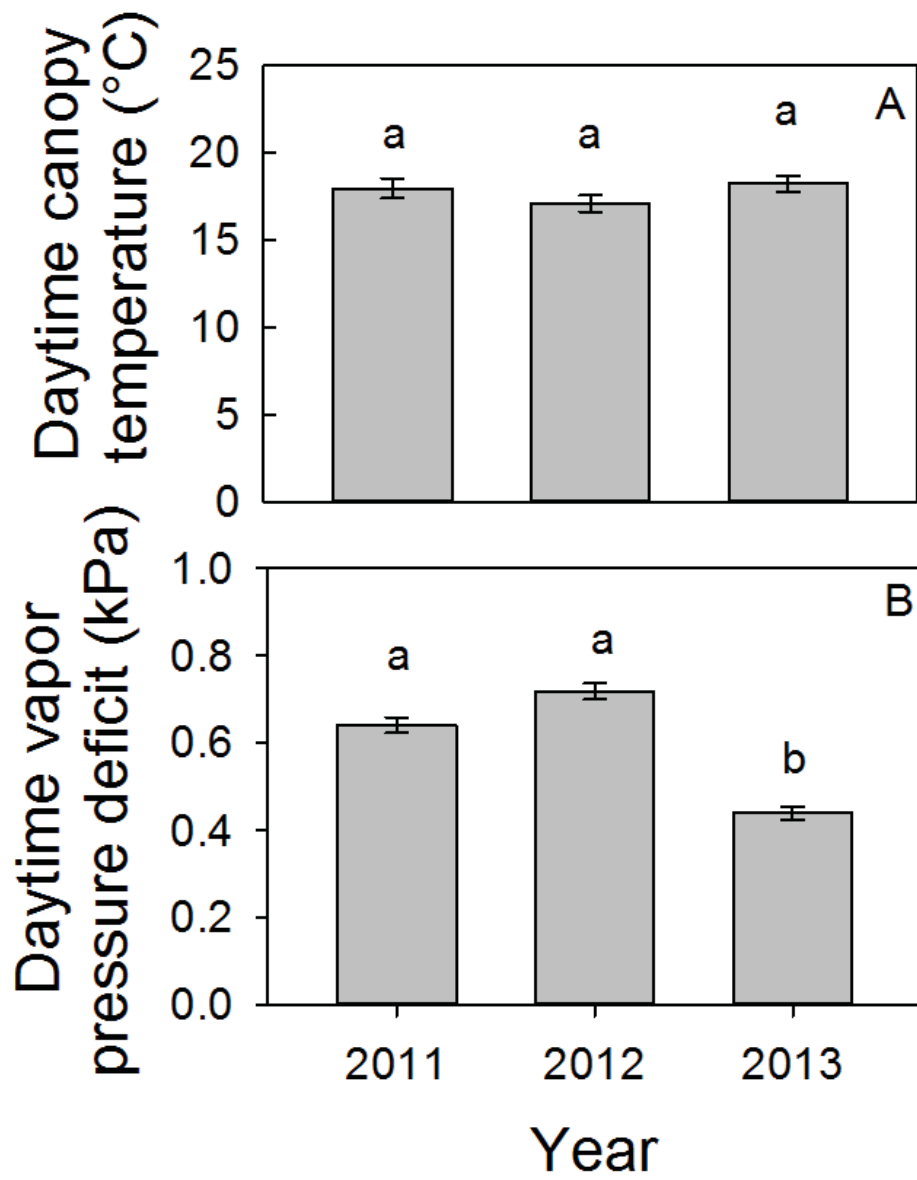 Daytime canopy
temperature (°C)
25
20
15
10
5
0
a
a
a
A
Daytime vapor
pressure deficit (kPa)
1.0
0.8
0.6
0.4
0.2
0.0
a
a
b
B
2011
2012
2013
Year